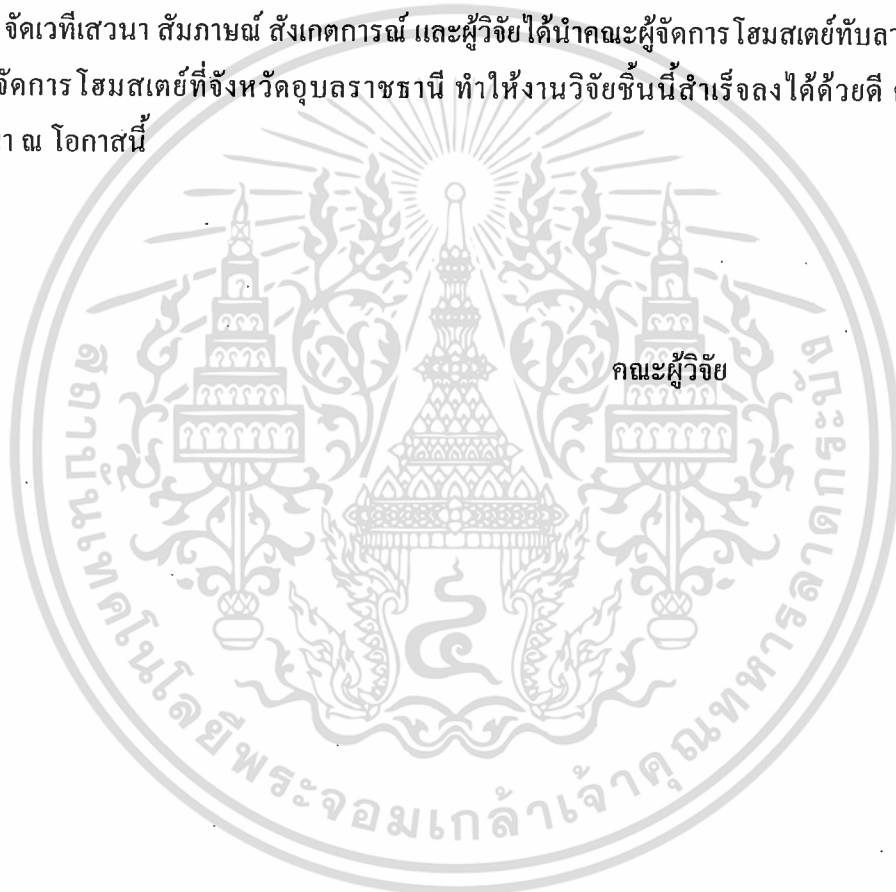 จัดเวทีเสวนา สัมภาษณ์ สังเกตการณ์ และผู้วิจัยได้นำคณะผู้จัดการโฮมสเตย์ทับลา
จัดการโฮมสเตย์ที่จังหวัดอุบลราชธานี ทำให้งานวิจัยชิ้นนี้สำเร็จลงได้ด้วยดี
ณ โอกาสนี้
คณะผู้วิจัย
สถาบันเทคโนโลยีพระจอมเกล้าเจ้าคุณทหารลาดกระบัง
๔